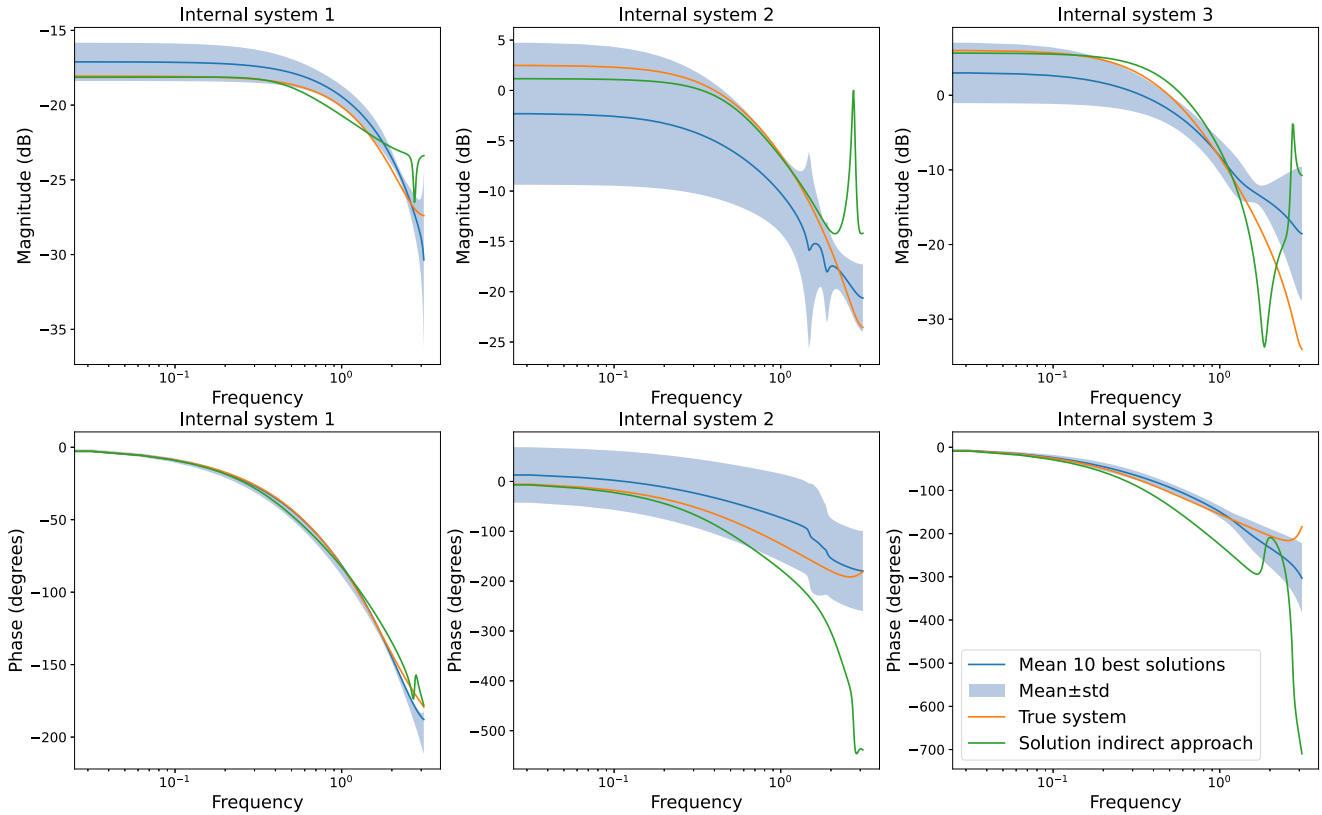 Internal system 1
Internal system 2
Internal system 3
Magnitude (dB)
−15
−20
−25
−30
−35
10⁻¹
10⁰
Frequency
Magnitude (dB)
5
0
−5
−10
−15
−20
−25
10⁻¹
10⁰
Frequency
Magnitude (dB)
0
−10
−20
−30
10⁻¹
10⁰
Frequency
Internal system 1
Internal system 2
Internal system 3
Phase (degrees)
0
−50
−100
−150
−200
10⁻¹
10⁰
Frequency
Phase (degrees)
0
−100
−200
−300
−400
−500
10⁻¹
10⁰
Frequency
Phase (degrees)
0
−100
−200
−300
−400
−500
−600
−700
10⁻¹
10⁰
Frequency
Mean 10 best solutions
Mean±std
True system
Solution indirect approach